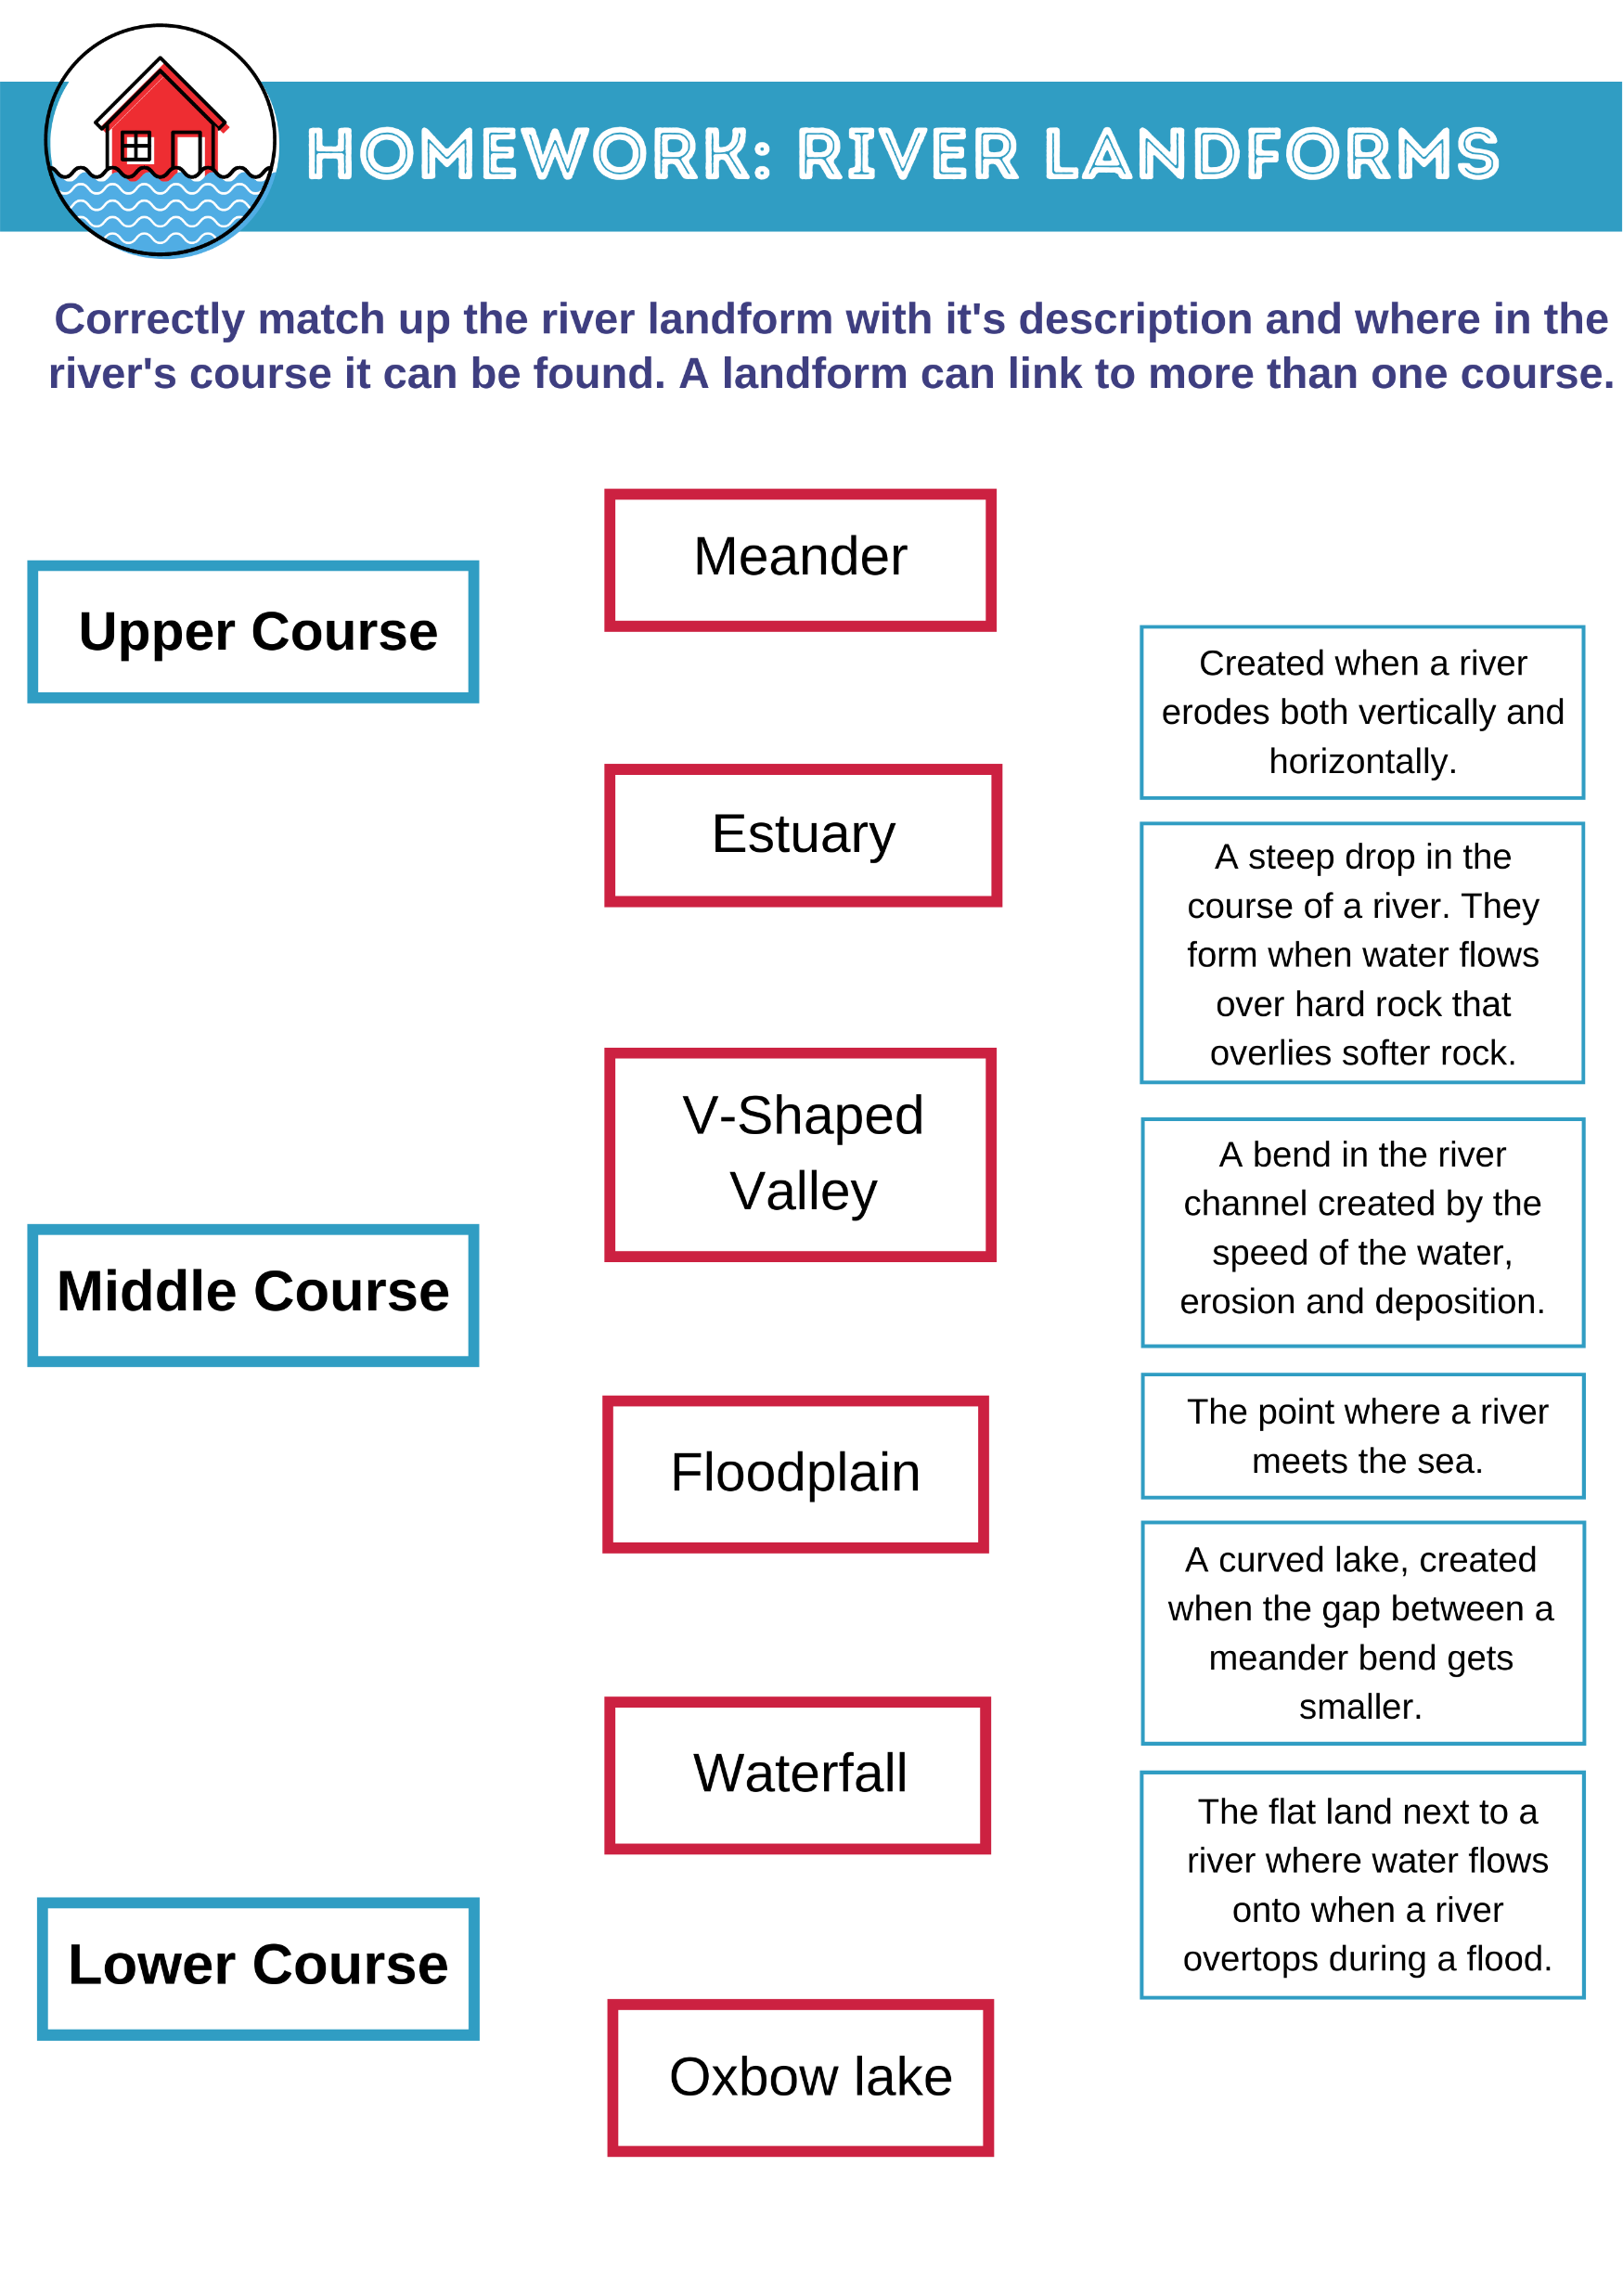 HOMEWORK: RIVER LANDFORMS
Correctly match up the river landform with it's description and where in the
river's course it can be found. A landform can link to more than one course.
Upper Course
Middle Course
Lower Course
Meander
Estuary
V-Shaped
Valley
Floodplain
Waterfall
Oxbow lake
Created when a river
erodes both vertically and
horizontally.
A steep drop in the
course of a river. They
form when water flows
over hard rock that
overlies softer rock.
A bend in the river
channel created by the
speed of the water,
erosion and deposition.
The point where a river
meets the sea.
A curved lake, created
when the gap between a
meander bend gets
smaller.
The flat land next to a
river where water flows
onto when a river
overtops during a flood.